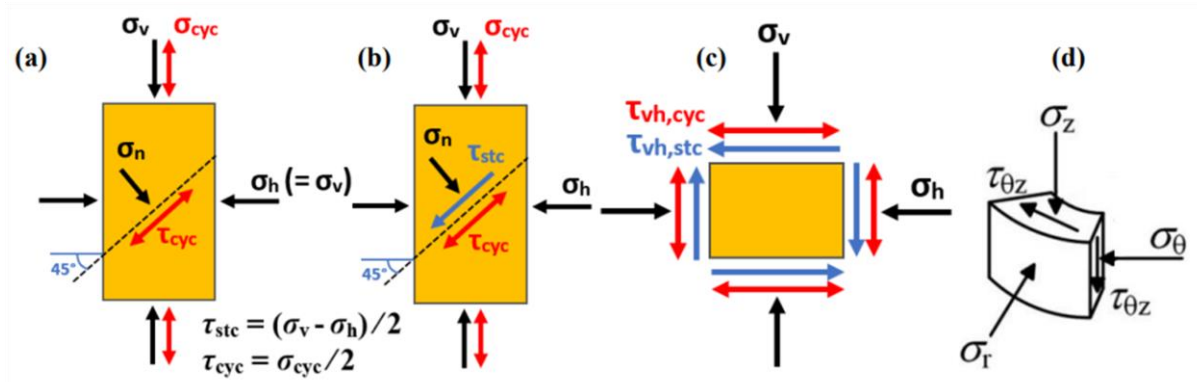 (a)
σv σcyc
σn
τcyc
σh (= σv)
45°
τstc = (σv - σh)/2
τcyc = σcyc/2
(b)
σv σcyc
σn
τstc
τcyc
σh
45°
(c)
σv
τvh,cyc
τvh,stc
σh
(d)
σz
τθz
σθ
τθz
σr